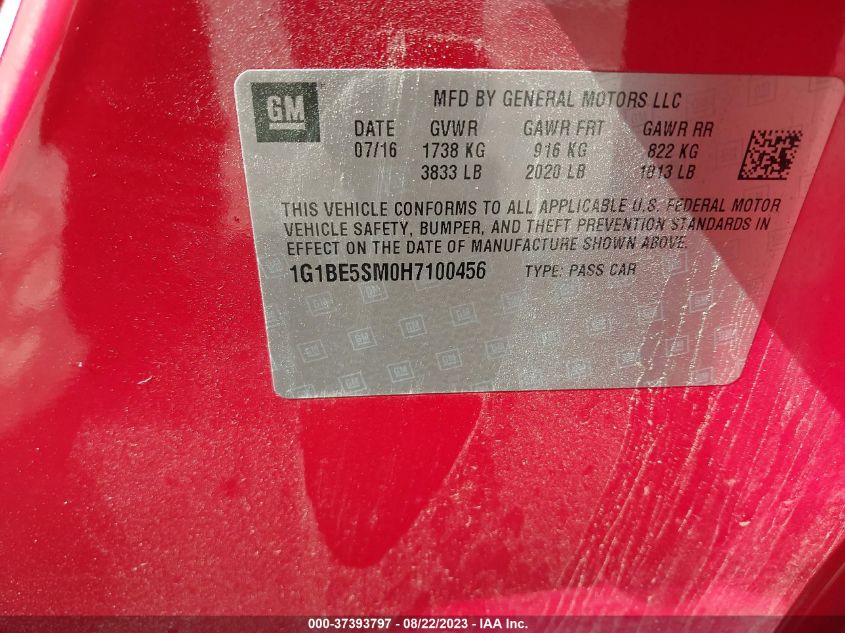 GM
MFD BY GENERAL MOTORS LLC
DATE GVWR GAWR FRT GAWR RR
07/16 1738 KG 916 KG 822 KG
3833 LB 2020 LB 1813 LB
THIS VEHICLE CONFORMS TO ALL APPLICABLE U.S. FEDERAL MOTOR
VEHICLE SAFETY, BUMPER, AND THEFT PREVENTION STANDARDS IN
EFFECT ON THE DATE OF MANUFACTURE SHOWN ABOVE.
1G1BE5SM0H7100456 TYPE: PASS CAR
000-37393797 - 08/22/2023 - IAA Inc.